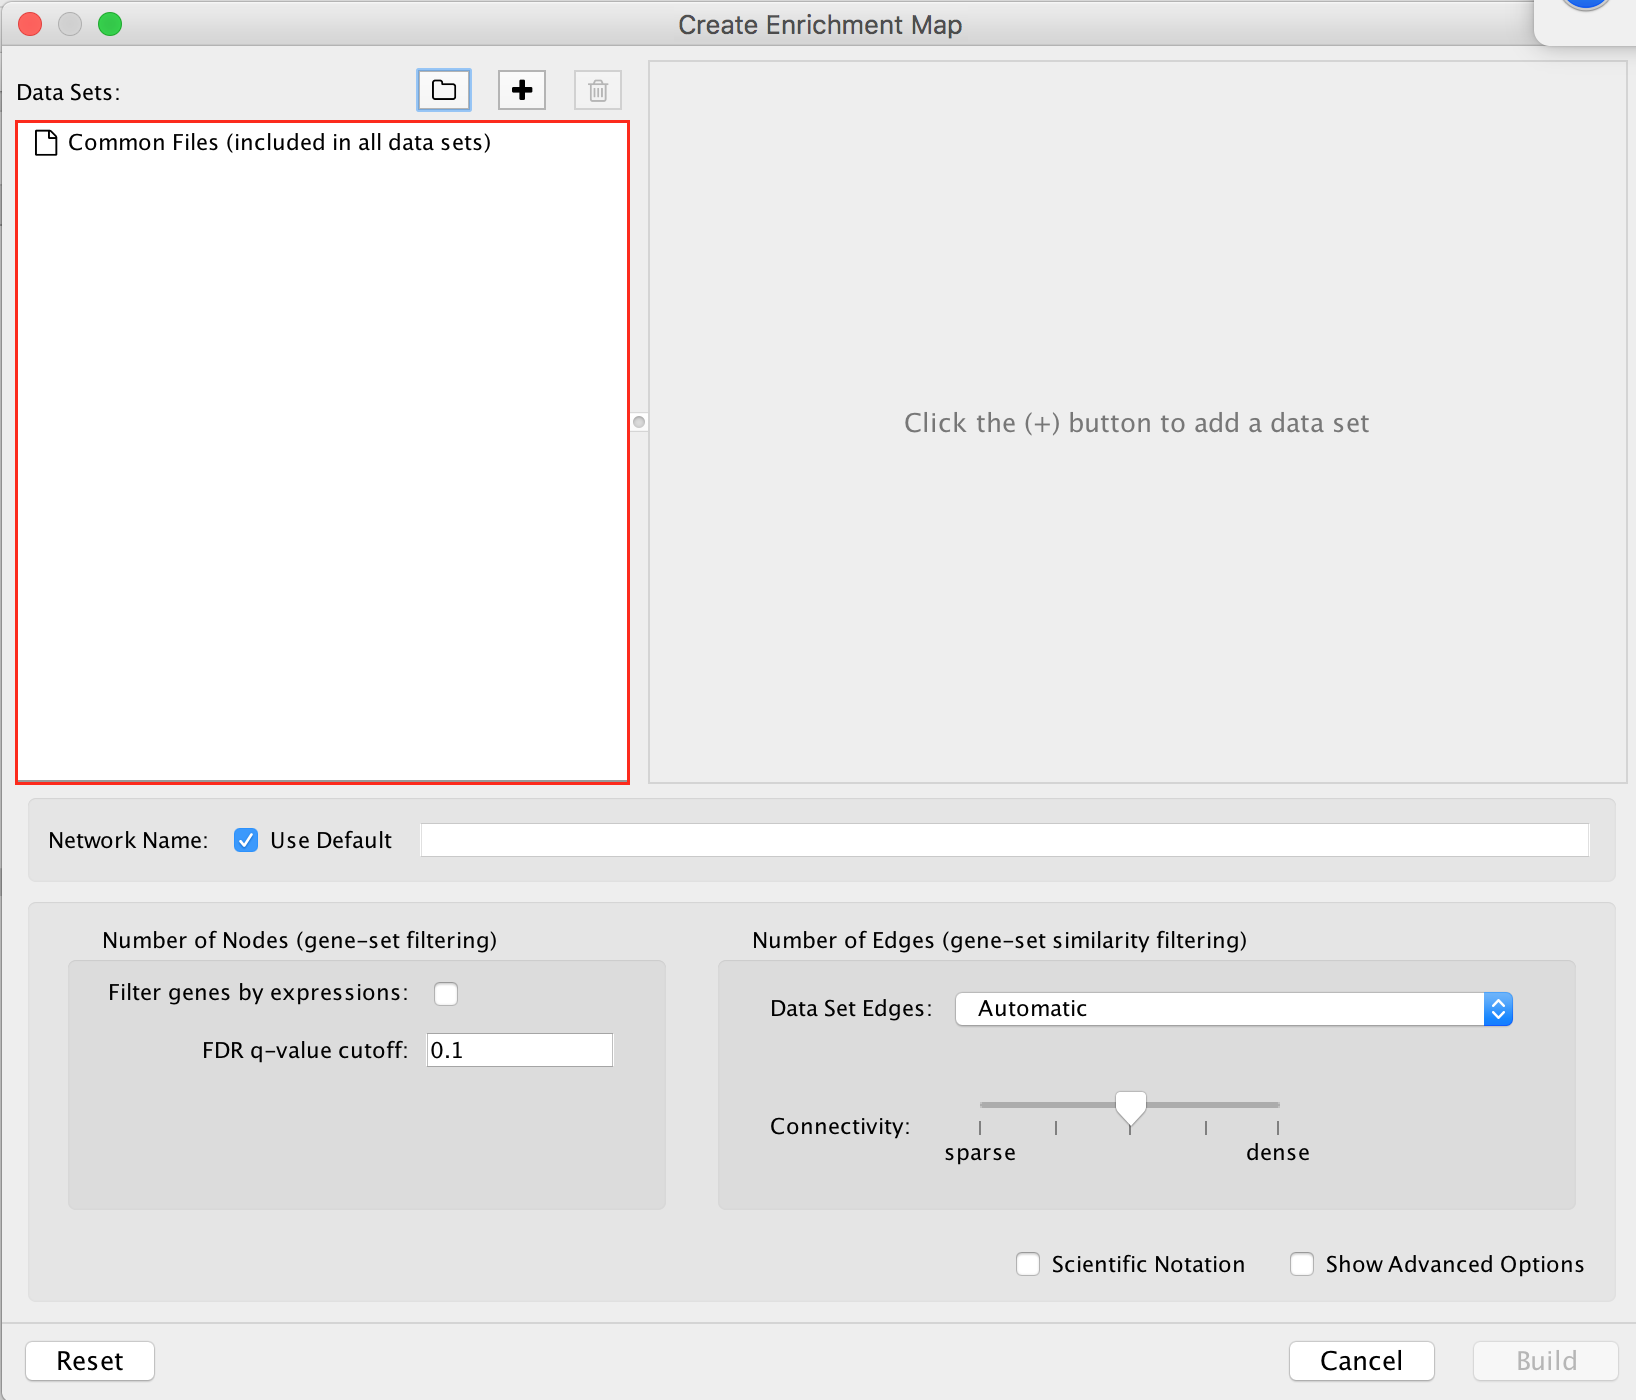 Create Enrichment Map
Data Sets:
Common Files (included in all data sets)
Click the (+) button to add a data set
Network Name: Use Default
Number of Nodes (gene-set filtering)
Filter genes by expressions:
FDR q-value cutoff: 0.1
Number of Edges (gene-set similarity filtering)
Data Set Edges: Automatic
Connectivity:
sparse dense
Scientific Notation Show Advanced Options
Reset Cancel Build